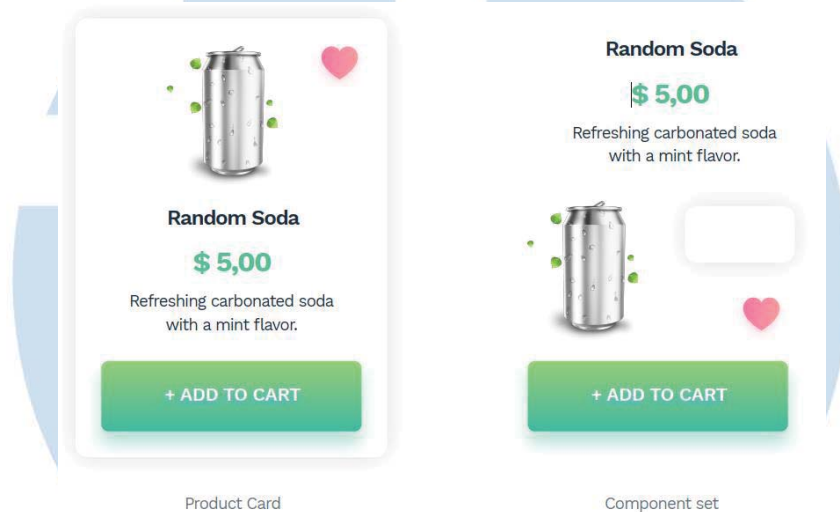 Random Soda
$ 5,00
Refreshing carbonated soda
with a mint flavor.
+ ADD TO CART
Product Card
Random Soda
$ 5,00
Refreshing carbonated soda
with a mint flavor.
+ ADD TO CART
Component set